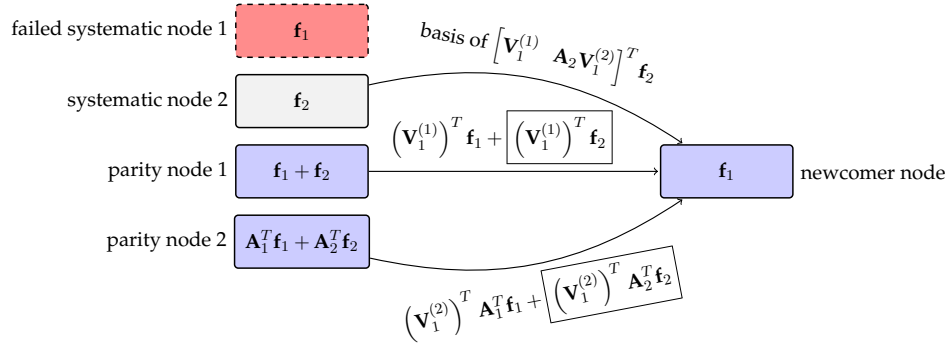 failed systematic node 1
f₁
systematic node 2
f₂
basis of [V₁⁽¹⁾ A₂V₁⁽²⁾]ᵀ f₂
parity node 1
f₁ + f₂
(V₁⁽¹⁾)ᵀ f₁ + (V₁⁽¹⁾)ᵀ f₂
f₁
newcomer node
parity node 2
A₁ᵀf₁ + A₂ᵀf₂
(V₁⁽²⁾)ᵀ A₁ᵀf₁ + (V₁⁽²⁾)ᵀ A₂ᵀf₂